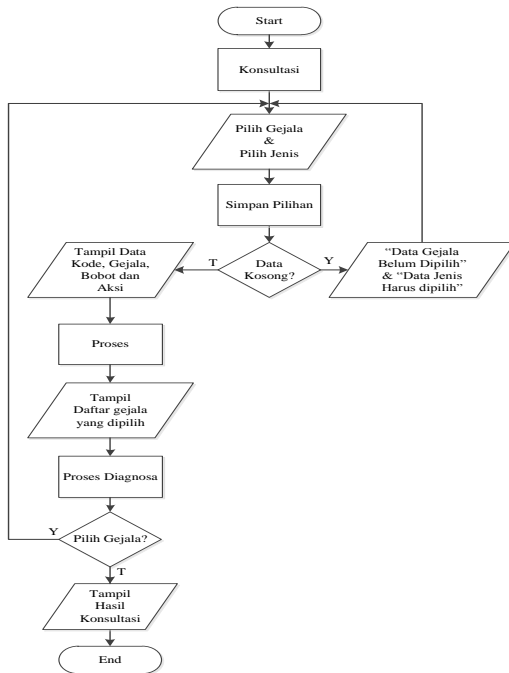 Start
Konsultasi
Pilih Gejala
&
Pilih Jenis
Simpan Pilihan
Data
Kosong?
T
Y
Tampil Data
Kode, Gejala,
Bobot dan
Aksi
“Data Gejala
Belum Dipilih”
& “Data Jenis
Harus dipilih”
Proses
Tampil
Daftar gejala
yang dipilih
Proses Diagnosa
Pilih Gejala?
Y
T
Tampil
Hasil
Konsultasi
End